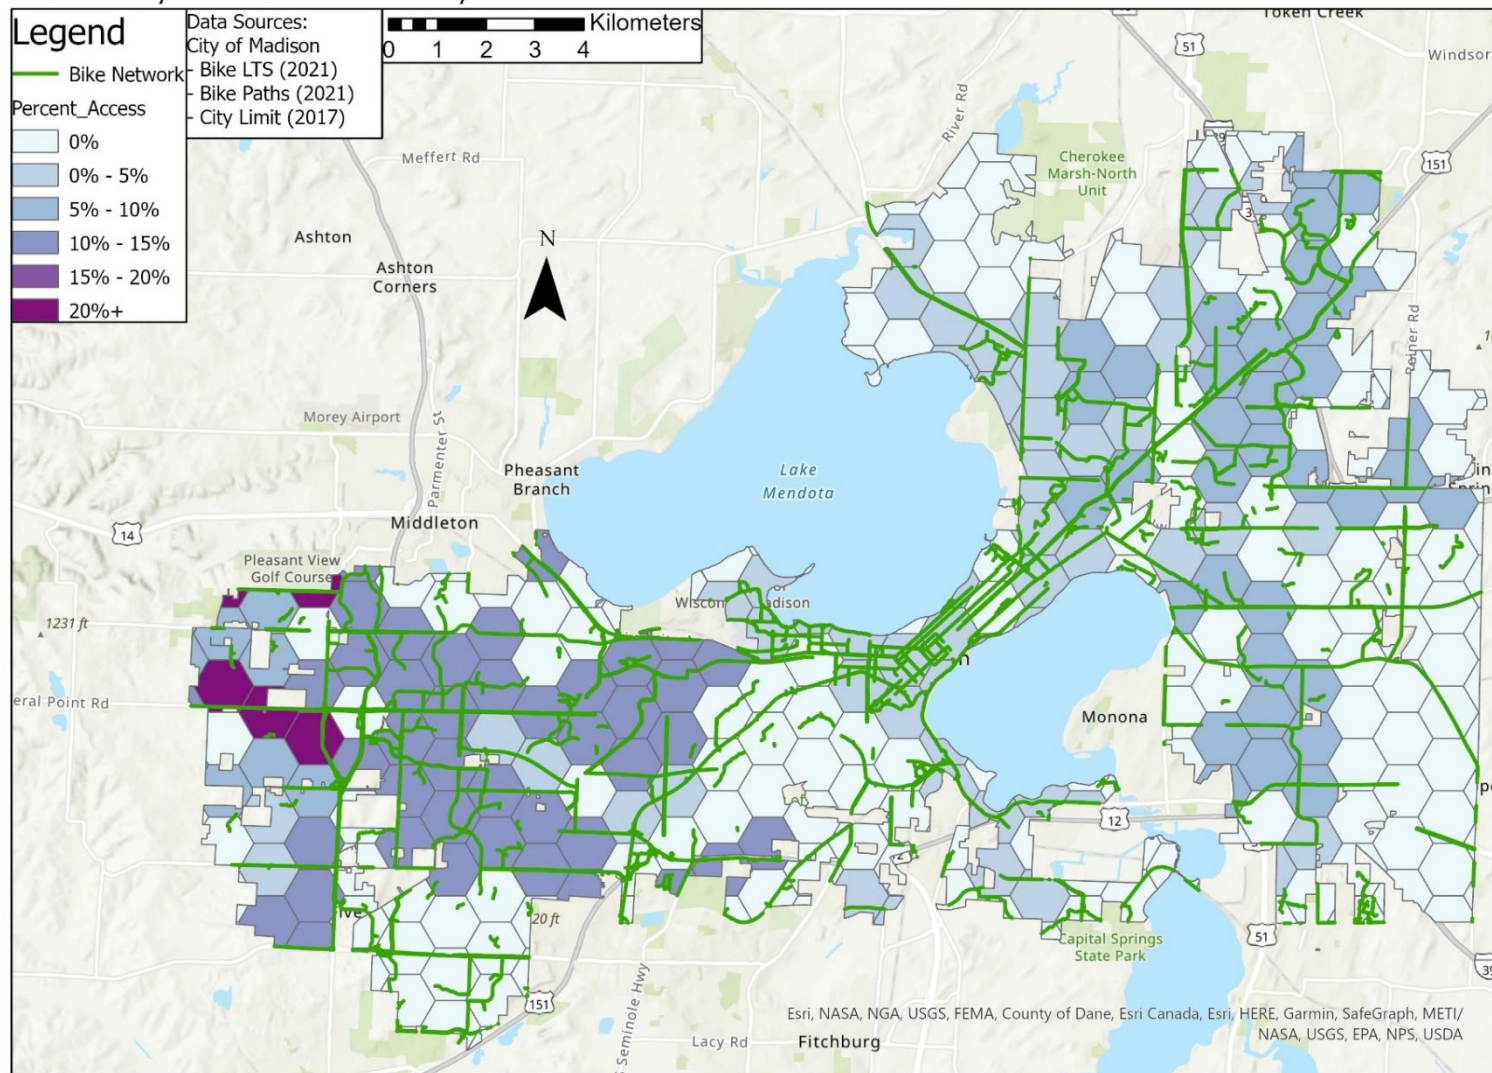 Legend
Bike Network
Percent_Access
0%
0% - 5%
5% - 10%
10% - 15%
15% - 20%
20%+
Data Sources:
City of Madison
- Bike LTS (2021)
- Bike Paths (2021)
- City Limit (2017)
Kilometers
0 1 2 3 4
N
Token Creek
51
Windsor
River Rd
151
Meffert Rd
Cherokee
Marsh-North
Unit
Ashton
Ashton
Corners
Reiner Rd
Morey Airport
Parmenter St
Pheasant
Branch
Lake
Mendota
14
Middleton
Pleasant View
Golf Course
1231 ft
eral Point Rd
Monona
12
20 ft
Capital Springs
State Park
51
39
151
Seminole Hwy
Lacy Rd
Fitchburg
Esri, NASA, NGA, USGS, FEMA, County of Dane, Esri Canada, Esri, HERE, Garmin, SafeGraph, METI/
NASA, USGS, EPA, NPS, USDA